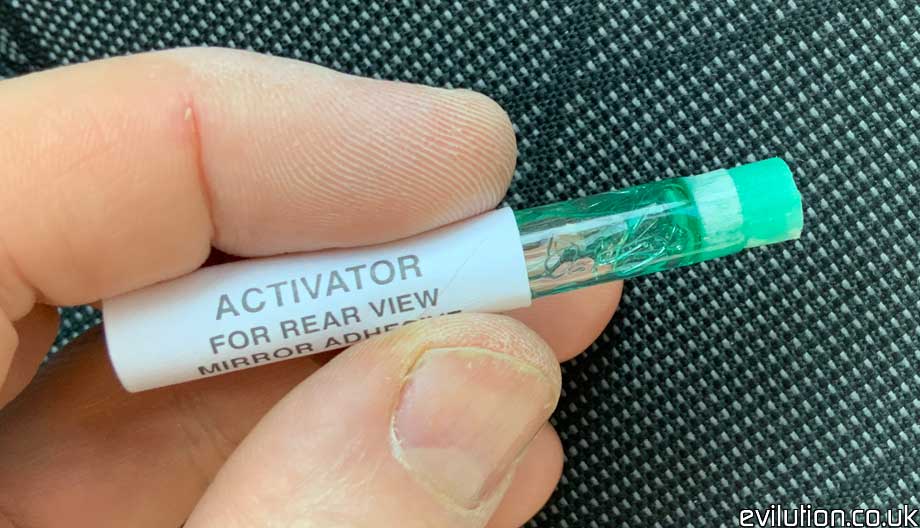 ACTIVATOR
FOR REAR VIEW
MIRROR ADHESIVE
evilution.co.uk